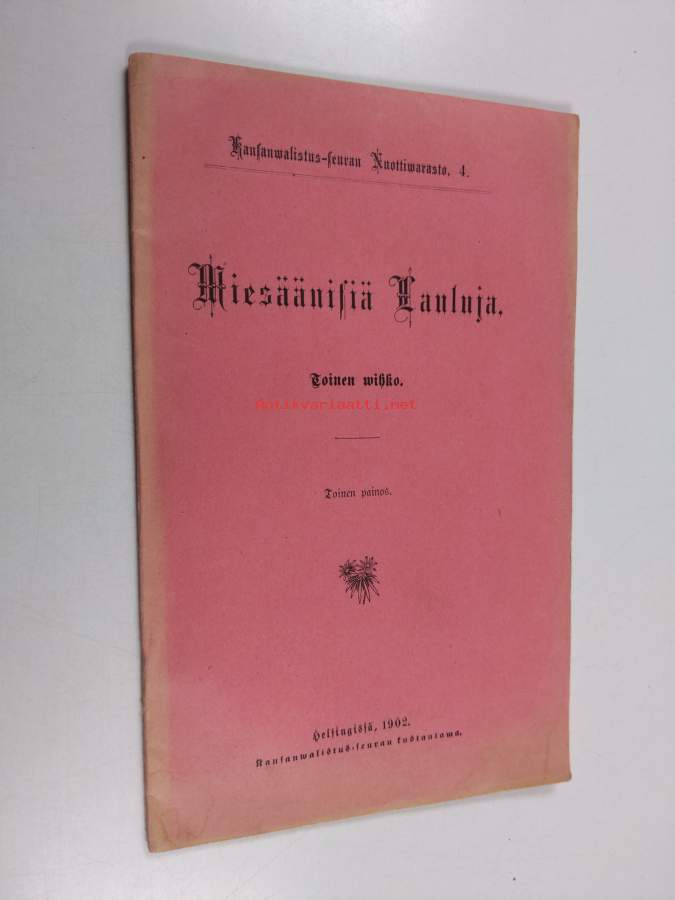 Kansanwalistus-seuran Nuottiwarasto. 4.
Miesäänisiä Lauluja.
Toinen wihko.
Antikvariaatti.net
Toinen painos.
Helsingissä, 1902.
Kansanwalistus-seuran kustantama.